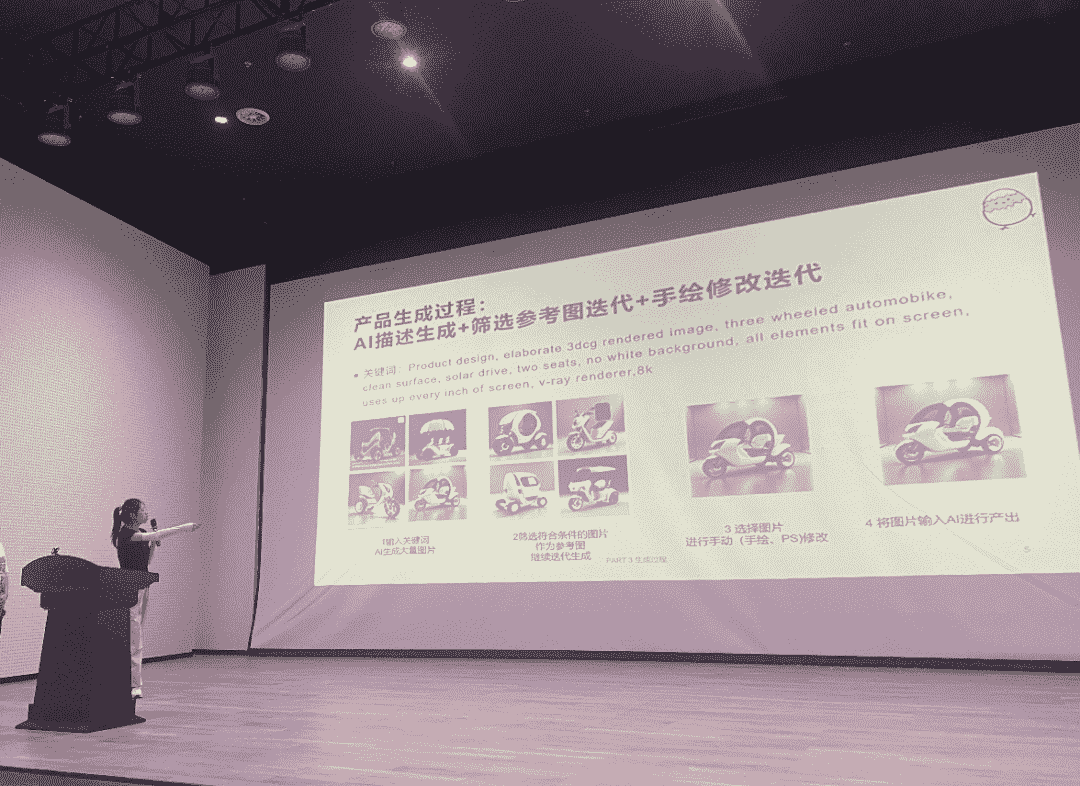 产品生成过程：
AI描述生成+筛选参考图迭代+手绘修改迭代
• 关键词：Product design, elaborate 3dcg rendered image, three wheeled automobike,
clean surface, solar drive, two seats, no white background, all elements fit on screen,
uses up every inch of screen, v-ray renderer,8k
1输入关键词
AI生成大量图片
2筛选符合条件的图片
作为参考图
继续迭代生成
3 选择图片
进行手动（手绘、PS)修改
4 将图片输入AI进行产出
PART 3 生成过程
5